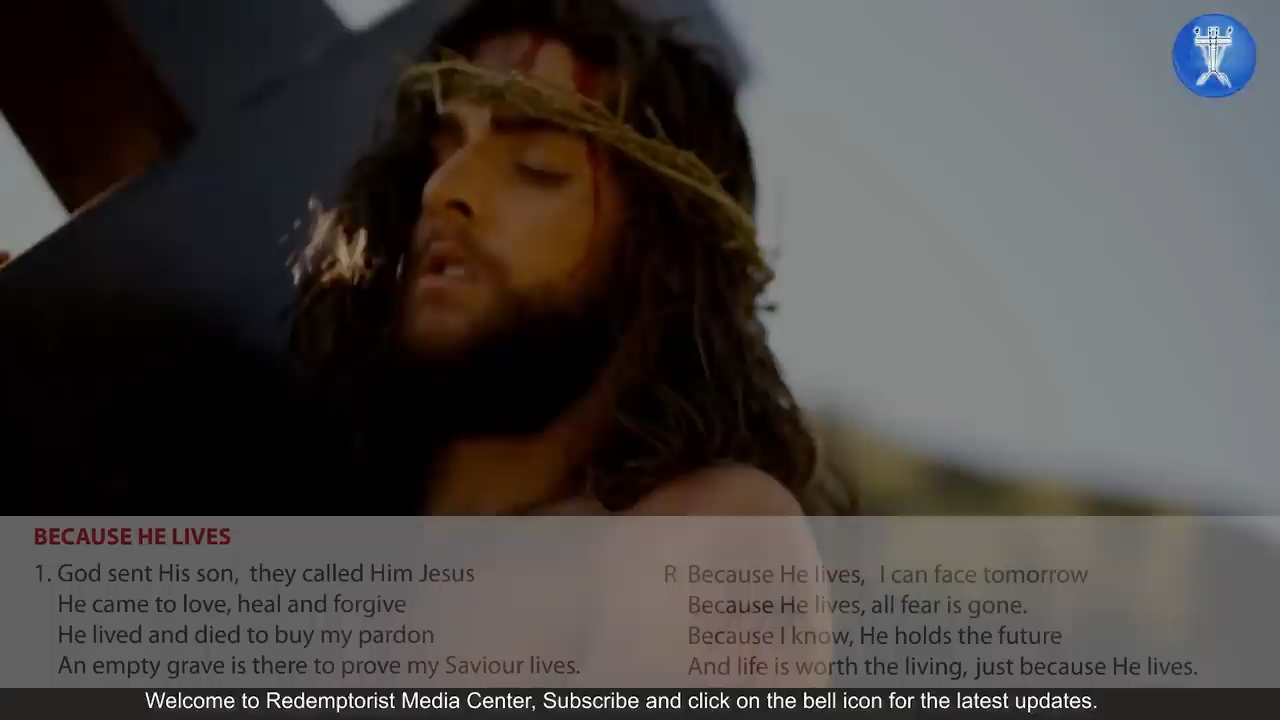 BECAUSE HE LIVES
1. God sent His son, they called Him Jesus
He came to love, heal and forgive
He lived and died to buy my pardon
An empty grave is there to prove my Saviour lives.
R Because He lives, I can face tomorrow
Because He lives, all fear is gone.
Because I know, He holds the future
And life is worth the living, just because He lives.
Welcome to Redemptorist Media Center, Subscribe and click on the bell icon for the latest updates.